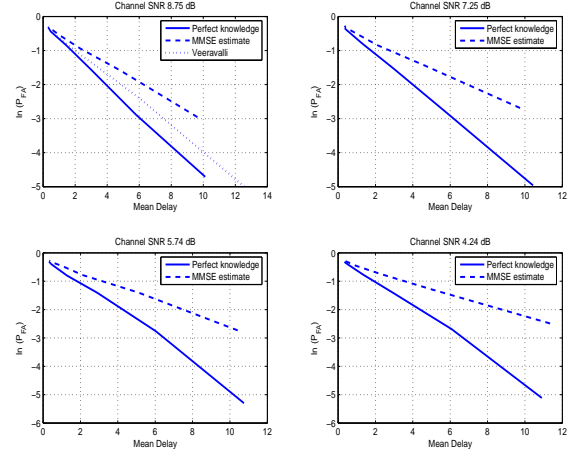 Channel SNR 8.75 dB
Perfect knowledge
MMSE estimate
Veeravalli
ln (P_FA)
0
−1
−2
−3
−4
−5
0 2 4 6 8 10 12 14
Mean Delay
Channel SNR 7.25 dB
Perfect knowledge
MMSE estimate
ln (P_FA)
0
−1
−2
−3
−4
−5
0 2 4 6 8 10 12
Mean Delay
Channel SNR 5.74 dB
Perfect knowledge
MMSE estimate
ln (P_FA)
0
−1
−2
−3
−4
−5
−6
0 2 4 6 8 10 12
Mean Delay
Channel SNR 4.24 dB
Perfect knowledge
MMSE estimate
ln (P_FA)
0
−1
−2
−3
−4
−5
−6
0 2 4 6 8 10 12
Mean Delay